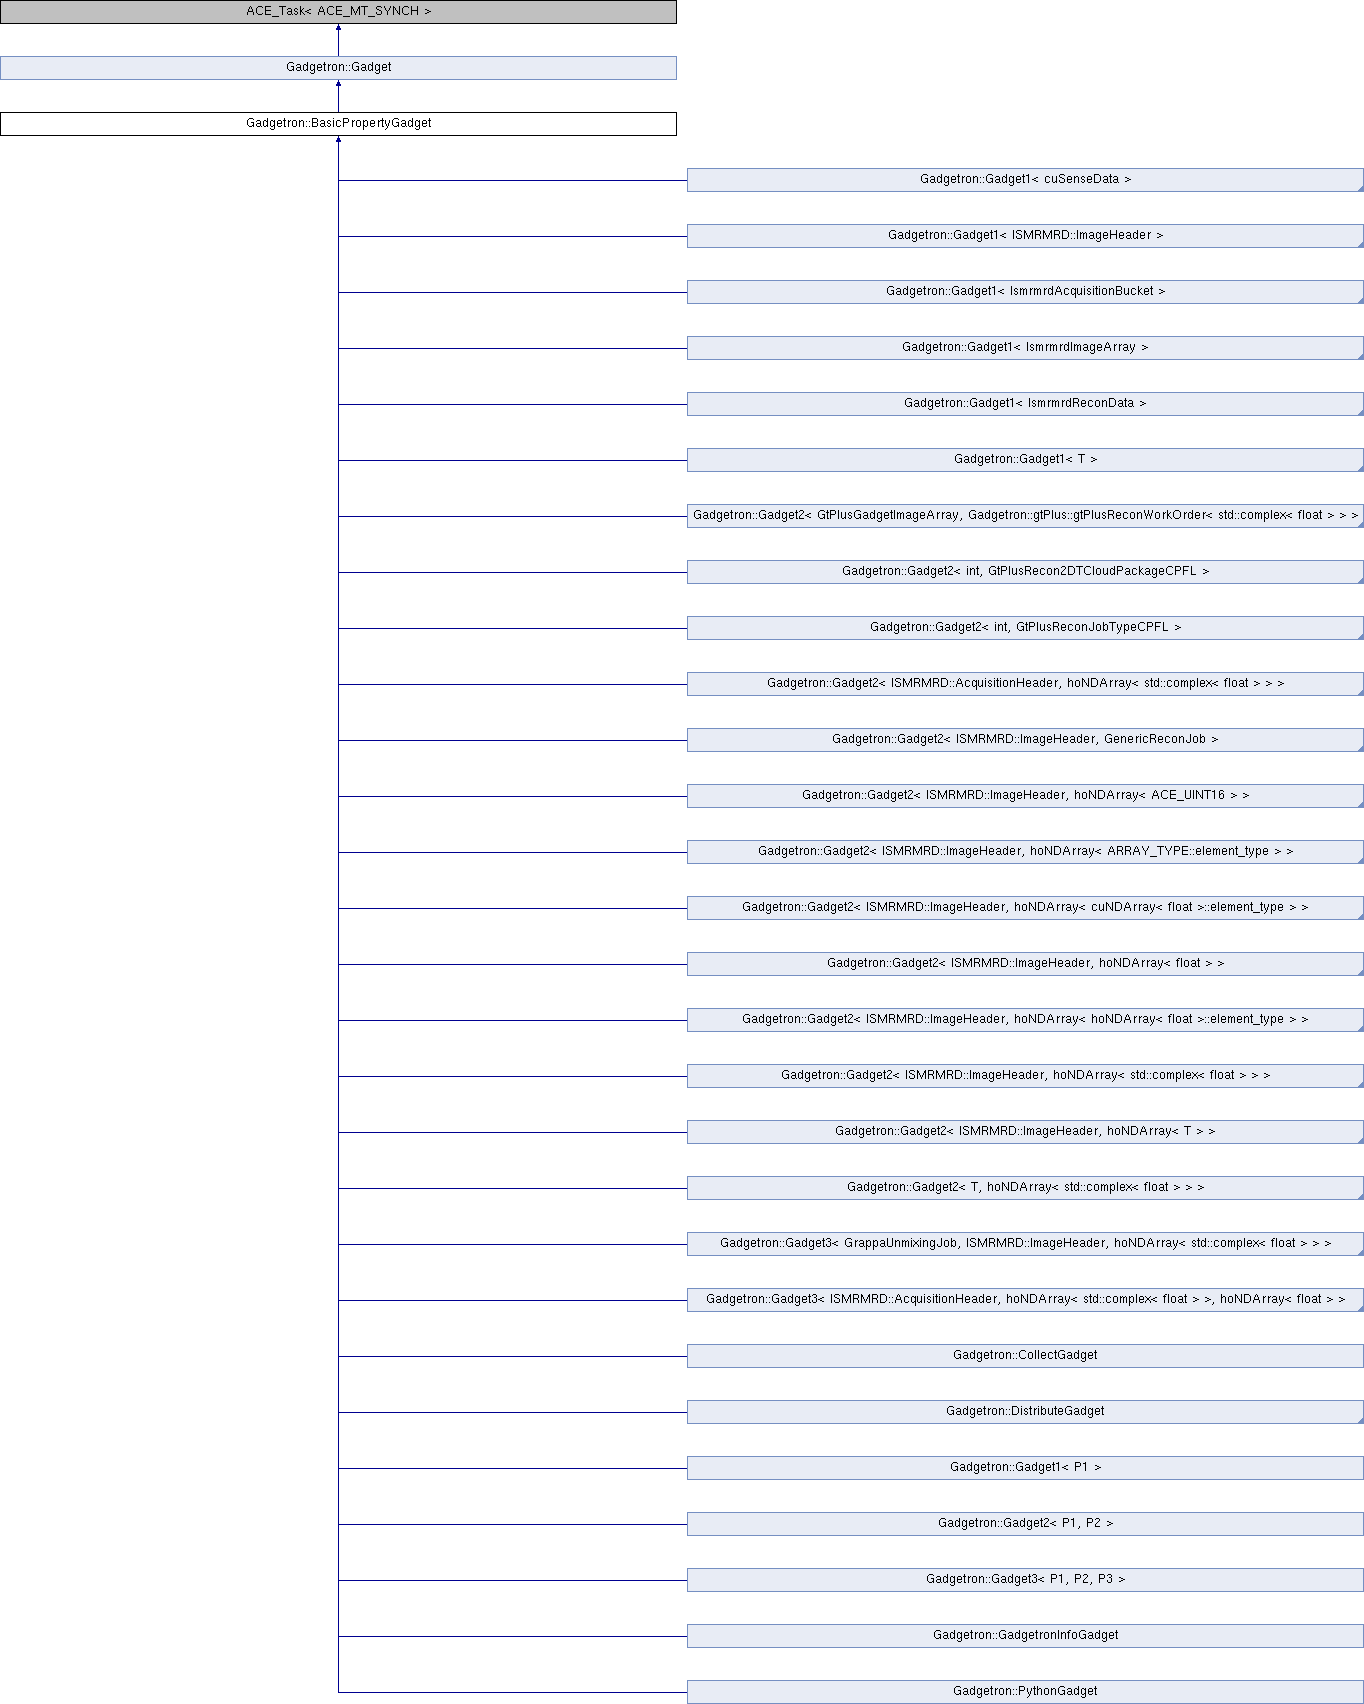 ACE_Task< ACE_MT_SYNCH >
Gadgetron::Gadget
Gadgetron::BasicPropertyGadget
Gadgetron::Gadget1< cuSenseData >
Gadgetron::Gadget1< ISMRMRD::ImageHeader >
Gadgetron::Gadget1< IsmrmrdAcquisitionBucket >
Gadgetron::Gadget1< IsmrmrdImageArray >
Gadgetron::Gadget1< IsmrmrdReconData >
Gadgetron::Gadget1< T >
Gadgetron::Gadget2< GtPlusGadgetImageArray, Gadgetron::gtPlus::gtPlusReconWorkOrder< std::complex< float > > >
Gadgetron::Gadget2< int, GtPlusRecon2DTCloudPackageCPFL >
Gadgetron::Gadget2< int, GtPlusReconJobTypeCPFL >
Gadgetron::Gadget2< ISMRMRD::AcquisitionHeader, hoNDArray< std::complex< float > > >
Gadgetron::Gadget2< ISMRMRD::ImageHeader, GenericReconJob >
Gadgetron::Gadget2< ISMRMRD::ImageHeader, hoNDArray< ACE_UINT16 > >
Gadgetron::Gadget2< ISMRMRD::ImageHeader, hoNDArray< ARRAY_TYPE::element_type > >
Gadgetron::Gadget2< ISMRMRD::ImageHeader, hoNDArray< cuNDArray< float >::element_type > >
Gadgetron::Gadget2< ISMRMRD::ImageHeader, hoNDArray< float > >
Gadgetron::Gadget2< ISMRMRD::ImageHeader, hoNDArray< hoNDArray< float >::element_type > >
Gadgetron::Gadget2< ISMRMRD::ImageHeader, hoNDArray< std::complex< float > > >
Gadgetron::Gadget2< ISMRMRD::ImageHeader, hoNDArray< T > >
Gadgetron::Gadget2< T, hoNDArray< std::complex< float > > >
Gadgetron::Gadget3< GrappaUnmixingJob, ISMRMRD::ImageHeader, hoNDArray< std::complex< float > > >
Gadgetron::Gadget3< ISMRMRD::AcquisitionHeader, hoNDArray< std::complex< float > >, hoNDArray< float > >
Gadgetron::CollectGadget
Gadgetron::DistributeGadget
Gadgetron::Gadget1< P1 >
Gadgetron::Gadget2< P1, P2 >
Gadgetron::Gadget3< P1, P2, P3 >
Gadgetron::GadgetronInfoGadget
Gadgetron::PythonGadget